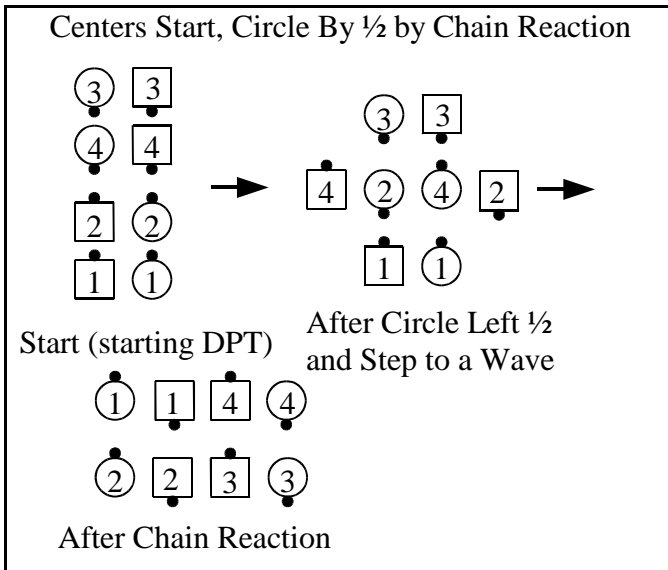 Centers Start, Circle By ½ by Chain Reaction
3 3
4 4
2 2
1 1
3 3
4 2 4 2
1 1
Start (starting DPT)
After Circle Left ½
and Step to a Wave
1 1 4 4
2 2 3 3
After Chain Reaction